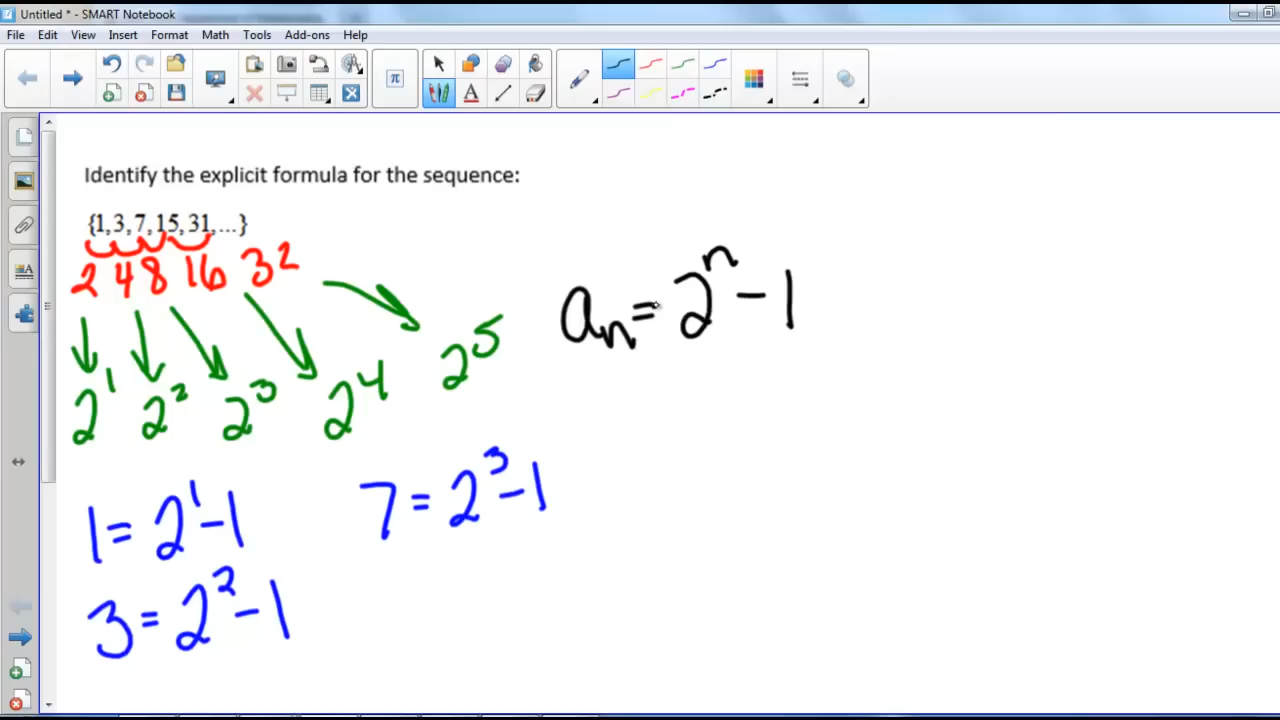 Untitled * - SMART Notebook
File Edit View Insert Format Math Tools Add-ons Help
π
A
Identify the explicit formula for the sequence:
{1,3,7,15,31,...}
2 4 8 16 32
2¹ 2² 2³ 2⁴ 2⁵
aₙ = 2ⁿ - 1
1 = 2¹ - 1
7 = 2³ - 1
3 = 2² - 1